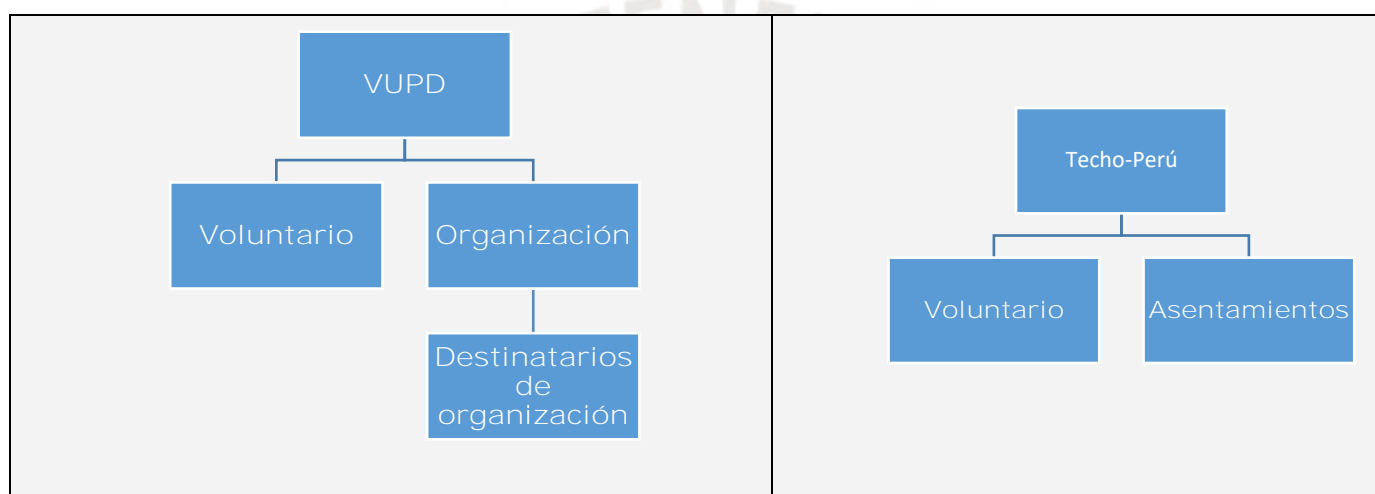 VUPD
Voluntario
Organización
Destinatarios
de
organización
Techo-Perú
Voluntario
Asentamientos